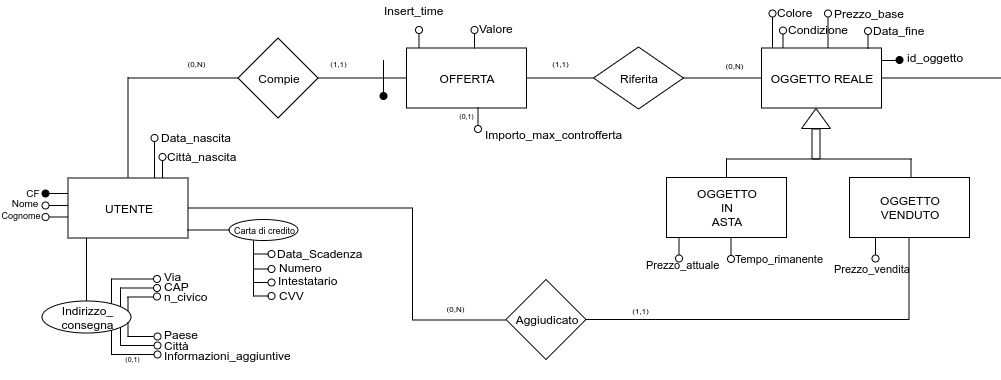 Insert_time
Valore
Colore
Prezzo_base
Condizione
Data_fine
id_oggetto
(0,N)
Compie
(1,1)
OFFERTA
(1,1)
Riferita
(0,N)
OGGETTO REALE
(0,1)
Importo_max_controfferta
Data_nascita
Città_nascita
CF
Nome
Cognome
UTENTE
OGGETTO
IN
ASTA
OGGETTO
VENDUTO
Carta di credito
Data_Scadenza
Numero
Intestatario
CVV
Prezzo_attuale
Tempo_rimanente
Prezzo_vendita
Via
CAP
n_civico
Indirizzo_
consegna
Paese
Città
Informazioni_aggiuntive
(0,1)
(0,N)
Aggiudicato
(1,1)